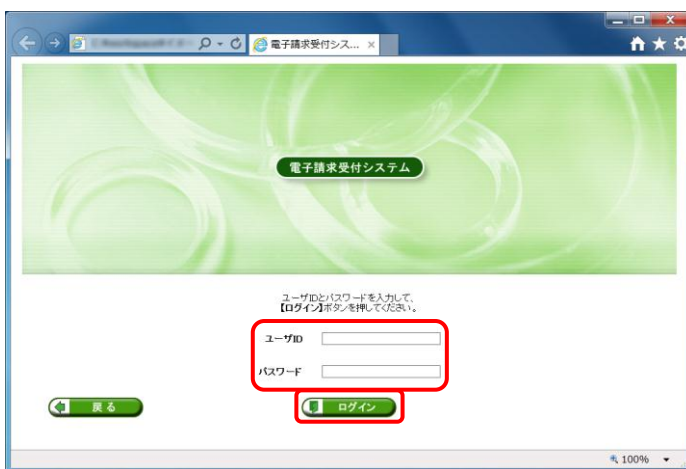 電子請求受付シス...
電子請求受付システム
ユーザIDとパスワードを入力して、
【ログイン】ボタンを押してください。
ユーザID
パスワード
戻る
ログイン
100%